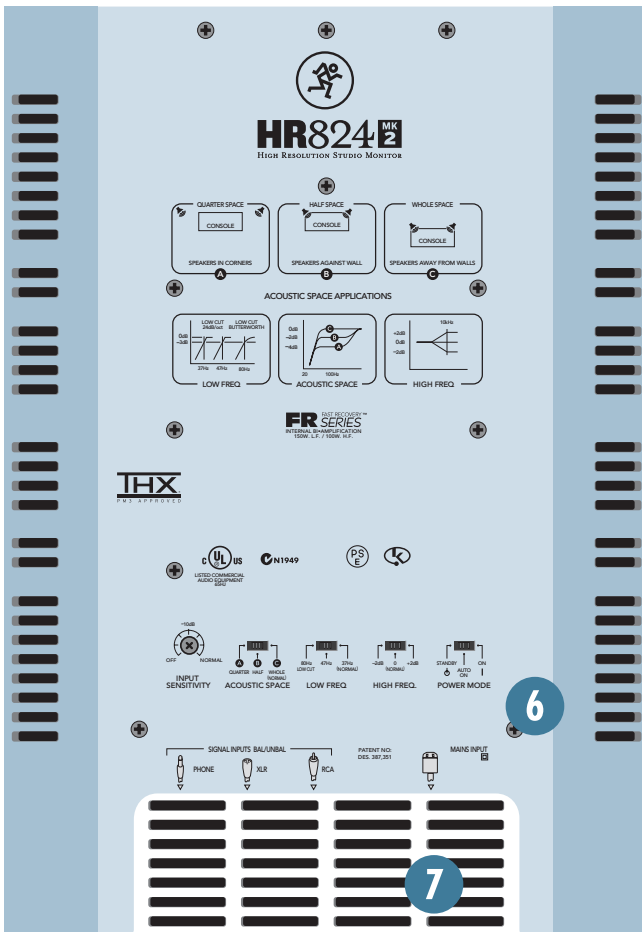 HR824 MK 2
HIGH RESOLUTION STUDIO MONITOR
QUARTER SPACE
CONSOLE
SPEAKERS IN CORNERS
A
HALF SPACE
CONSOLE
SPEAKERS AGAINST WALL
B
WHOLE SPACE
CONSOLE
SPEAKERS AWAY FROM WALLS
C
ACOUSTIC SPACE APPLICATIONS
LOW CUT 24dB/oct
LOW CUT BUTTERWORTH
0dB
−3dB
37Hz 47Hz 80Hz
LOW FREQ
0dB
−2dB
−4dB
C
B
A
20 100Hz
ACOUSTIC SPACE
10kHz
+2dB
0dB
−2dB
HIGH FREQ
FR FAST RECOVERY™ SERIES
INTERNAL BI-AMPLIFICATION
150W. L.F. / 100W. H.F.
THX
PM3 APPROVED
C UL US
LISTED COMMERCIAL
AUDIO EQUIPMENT
65HZ
N1949
PS E
K
−10dB
OFF NORMAL
INPUT SENSITIVITY
A B C
QUARTER HALF WHOLE (NORMAL)
ACOUSTIC SPACE
80Hz LOW CUT 47Hz 37Hz (NORMAL)
LOW FREQ
−2dB 0 (NORMAL) +2dB
HIGH FREQ.
STANDBY AUTO ON ON
POWER MODE
6
SIGNAL INPUTS BAL/UNBAL
PHONE XLR RCA
PATENT NO:
DES. 387,351
MAINS INPUT
7